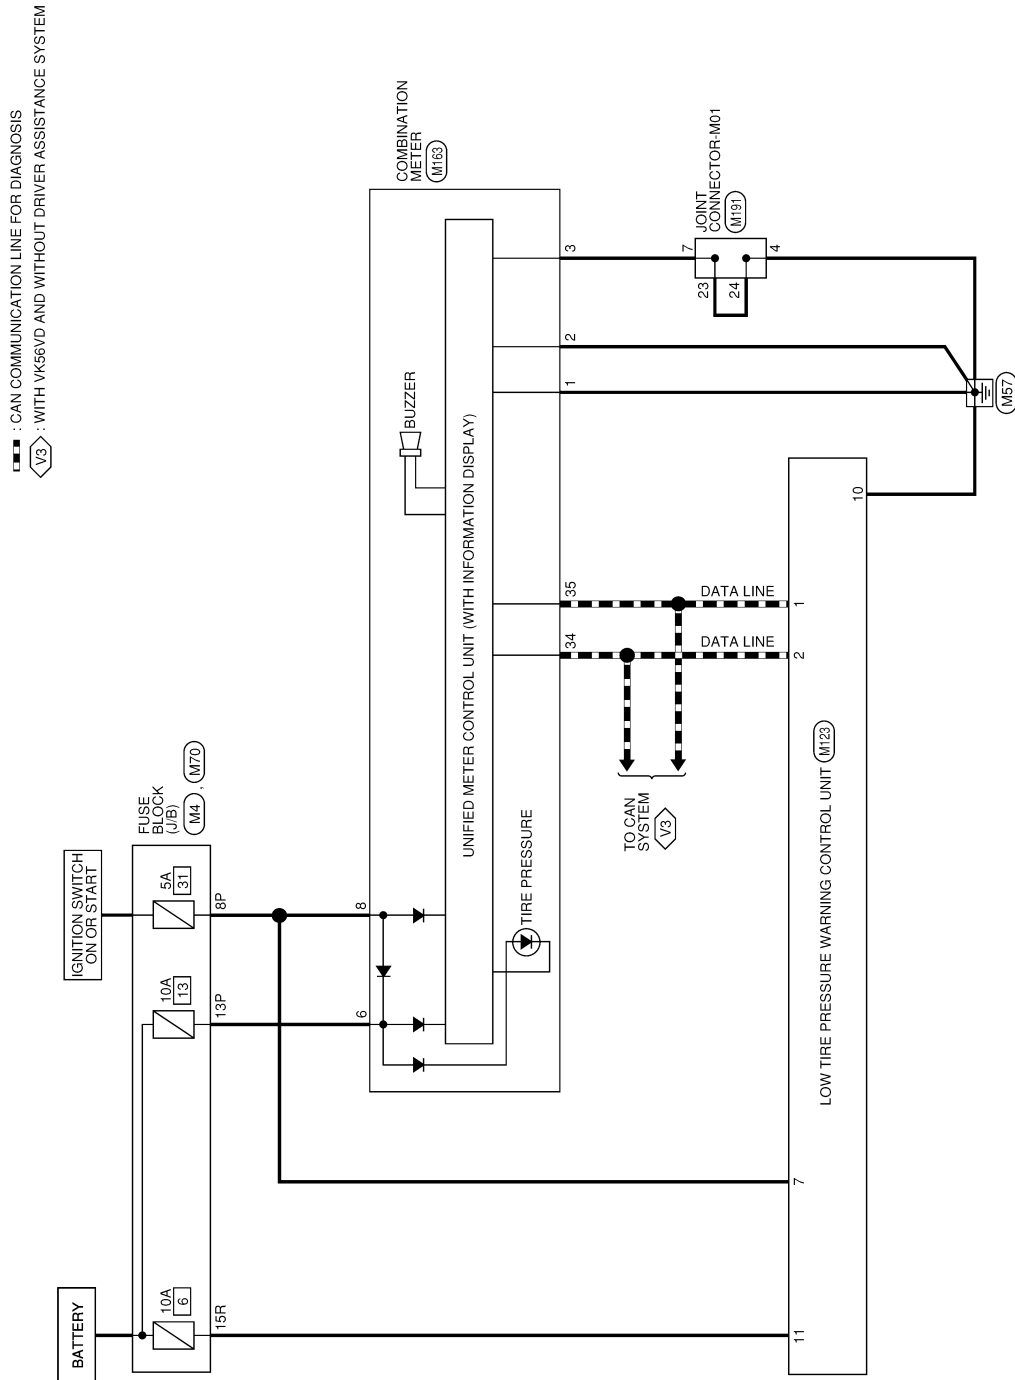 : CAN COMMUNICATION LINE FOR DIAGNOSIS
V3 : WITH VK56VD AND WITHOUT DRIVER ASSISTANCE SYSTEM
BATTERY
IGNITION SWITCH
ON OR START
FUSE
BLOCK
(J/B)
M4 , M70
10A
6
10A
13
5A
31
15R
13P
8P
COMBINATION
METER
M163
6
8
BUZZER
UNIFIED METER CONTROL UNIT (WITH INFORMATION DISPLAY)
TIRE PRESSURE
34
35
1
2
3
TO CAN
SYSTEM
V3
DATA LINE
DATA LINE
JOINT
CONNECTOR-M01
M191
7
23
24
4
11
7
2
1
10
LOW TIRE PRESSURE WARNING CONTROL UNIT M123
M57